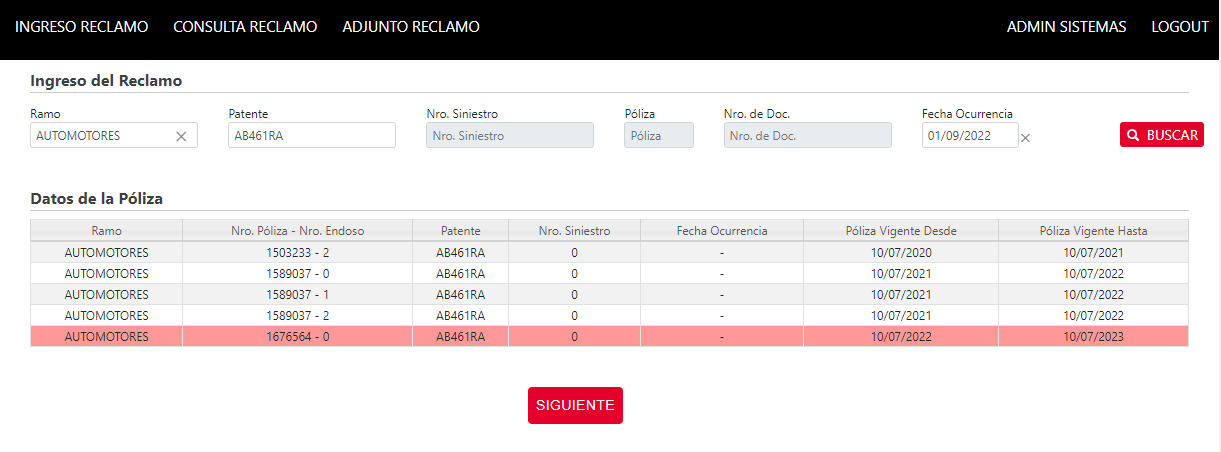 INGRESO RECLAMO CONSULTA RECLAMO ADJUNTO RECLAMO ADMIN SISTEMAS LOGOUT
Ingreso del Reclamo
Ramo Patente Nro. Siniestro Póliza Nro. de Doc. Fecha Ocurrencia
AUTOMOTORES AB461RA Nro. Siniestro Póliza Nro. de Doc. 01/09/2022 BUSCAR
Datos de la Póliza
Ramo Nro. Póliza - Nro. Endoso Patente Nro. Siniestro Fecha Ocurrencia Póliza Vigente Desde Póliza Vigente Hasta
AUTOMOTORES 1503233 - 2 AB461RA 0 - 10/07/2020 10/07/2021
AUTOMOTORES 1589037 - 0 AB461RA 0 - 10/07/2021 10/07/2022
AUTOMOTORES 1589037 - 1 AB461RA 0 - 10/07/2021 10/07/2022
AUTOMOTORES 1589037 - 2 AB461RA 0 - 10/07/2021 10/07/2022
AUTOMOTORES 1676564 - 0 AB461RA 0 - 10/07/2022 10/07/2023
SIGUIENTE